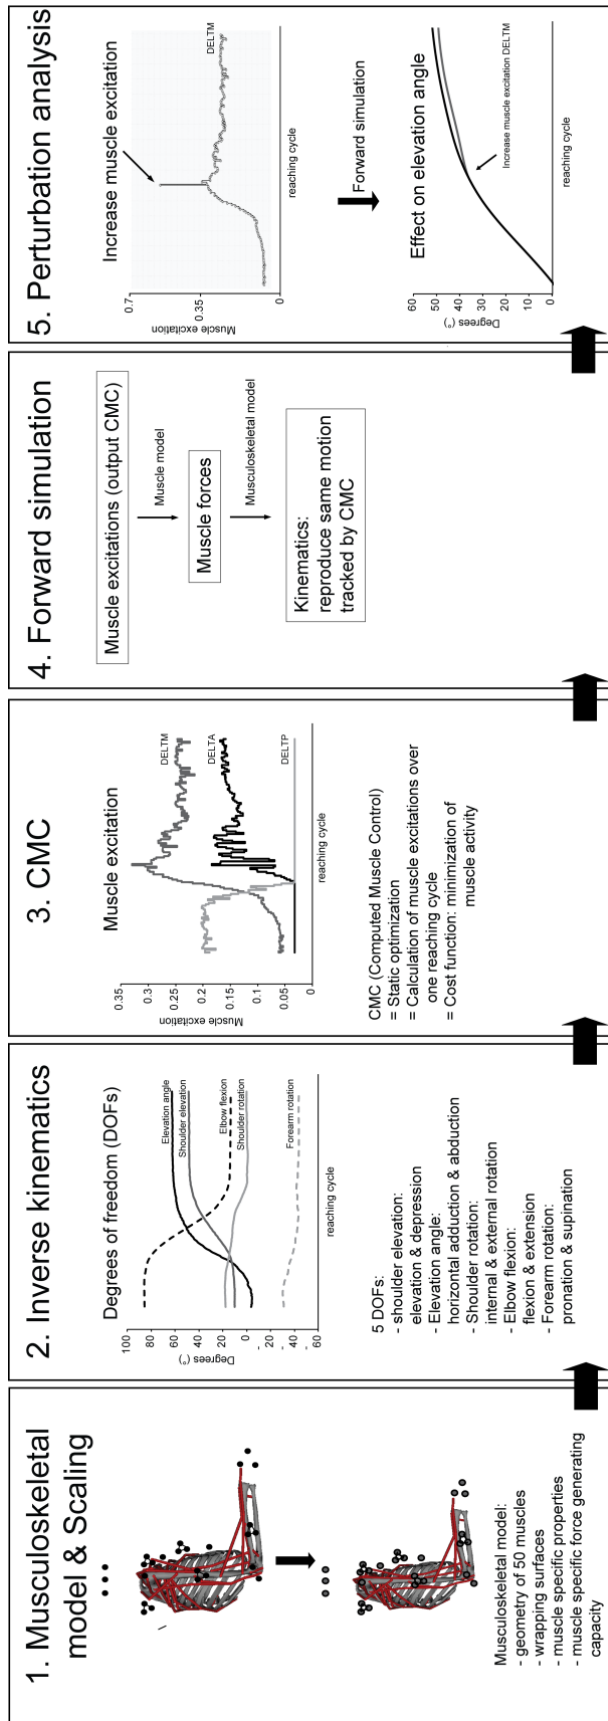 1. Musculoskeletal
model & Scaling
Musculoskeletal model:
- geometry of 50 muscles
- wrapping surfaces
- muscle specific properties
- muscle specific force generating
capacity
2. Inverse kinematics
Degrees of freedom (DOFs)
Degrees (°)
100
80
60
40
20
0
- 20
- 40
- 60
Elevation angle
Shoulder elevation
Elbow flexion
Shoulder rotation
Forearm rotation
reaching cycle
5 DOFs:
- shoulder elevation:
elevation & depression
- Elevation angle:
horizontal adduction & abduction
- Shoulder rotation:
internal & external rotation
- Elbow flexion:
flexion & extension
- Forearm rotation:
pronation & supination
3. CMC
Muscle excitation
Muscle excitation
0.35
0.3
0.25
0.2
0.15
0.1
0.05
0
DELTM
DELTA
DELTP
reaching cycle
CMC (Computed Muscle Control)
= Static optimization
= Calculation of muscle excitations over
one reaching cycle
= Cost function: minimization of
muscle activity
4. Forward simulation
Muscle excitations (output CMC)
Muscle model
Muscle forces
Musculoskeletal model
Kinematics:
reproduce same motion
tracked by CMC
5. Perturbation analysis
Increase muscle excitation
Muscle excitation
0.7
0.35
0
DELTM
reaching cycle
Forward simulation
Effect on elevation angle
Degrees (°)
60
50
40
30
20
10
0
Increase muscle excitation DELTM
reaching cycle